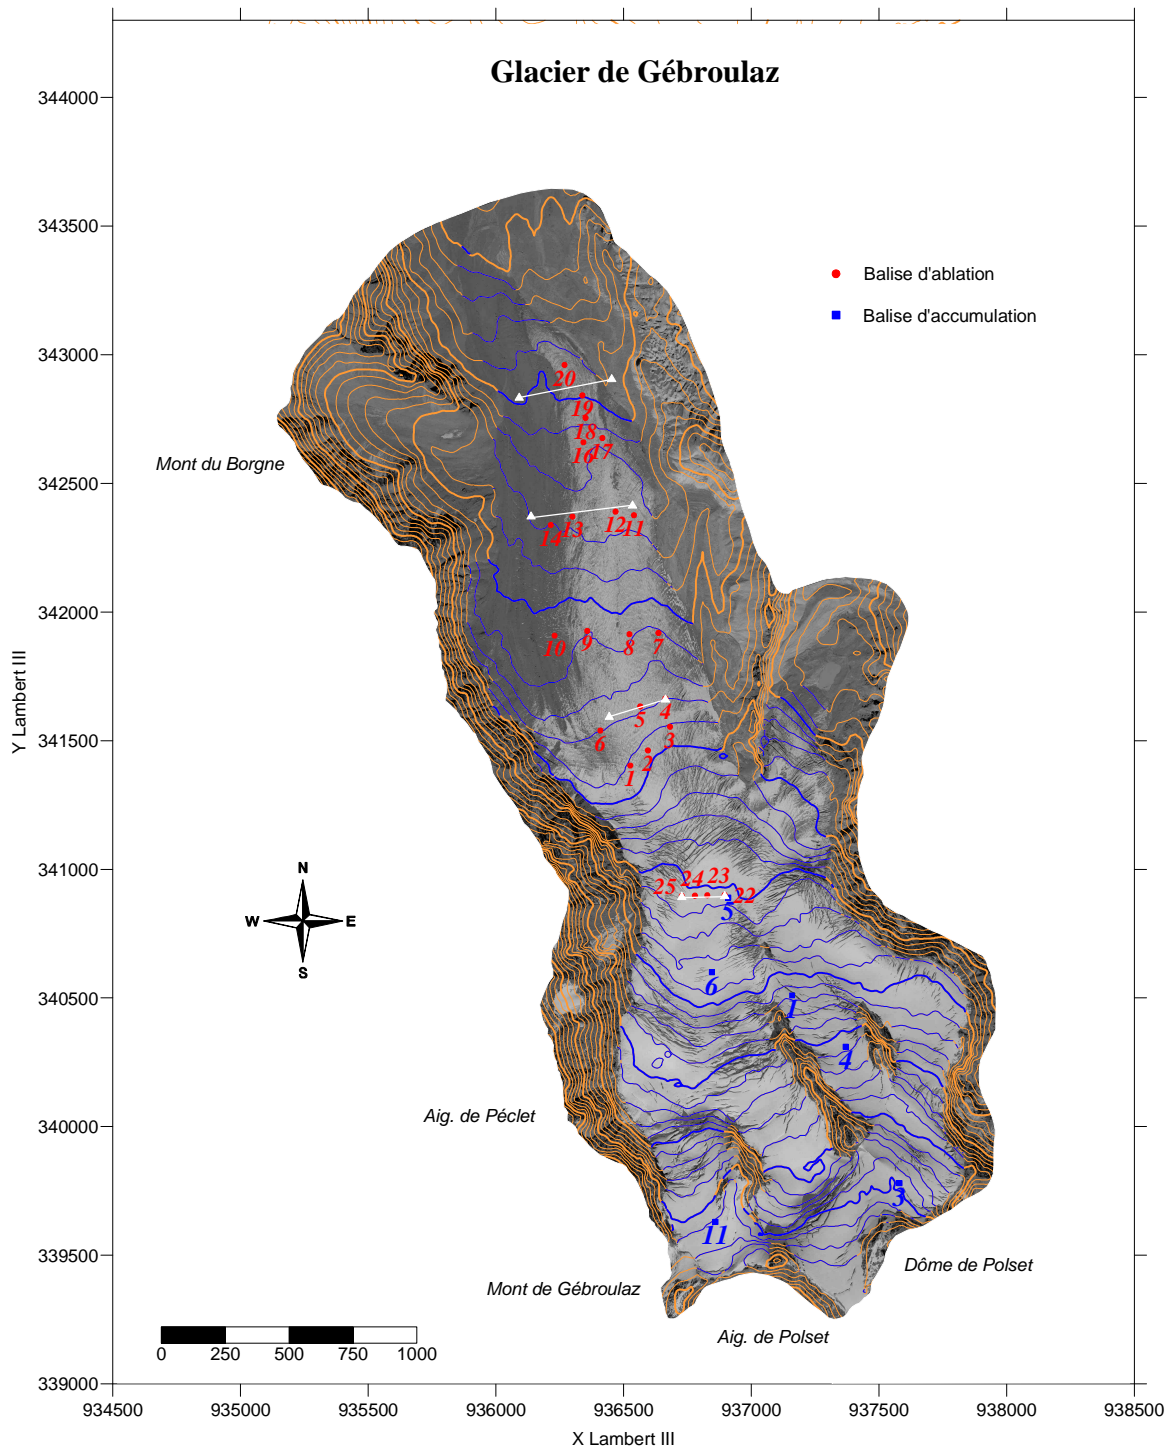 Glacier de Gébroulaz
344000
343500
Balise d'ablation
Balise d'accumulation
343000
20
19
18
16
17
Mont du Borgne
342500
14
13
12
11
342000
10
9
8
7
Y Lambert III
6
5
4
3
341500
1
2
341000
N
W
E
S
25
24
23
22
5
6
340500
1
4
Aig. de Péclet
340000
3
11
339500
Dôme de Polset
Mont de Gébroulaz
Aig. de Polset
0 250 500 750 1000
339000
934500 935000 935500 936000 936500 937000 937500 938000 938500
X Lambert III